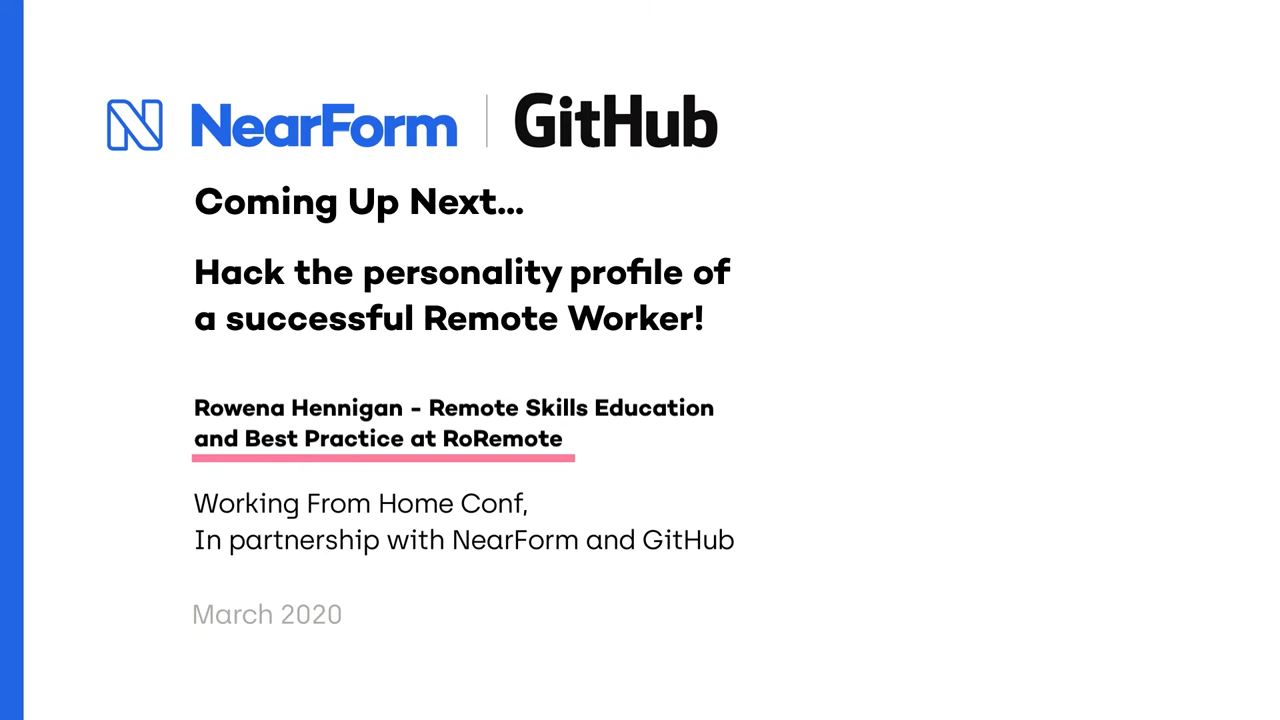 NearForm | GitHub
Coming Up Next...
Hack the personality profile of
a successful Remote Worker!
Rowena Hennigan - Remote Skills Education
and Best Practice at RoRemote
Working From Home Conf,
In partnership with NearForm and GitHub
March 2020